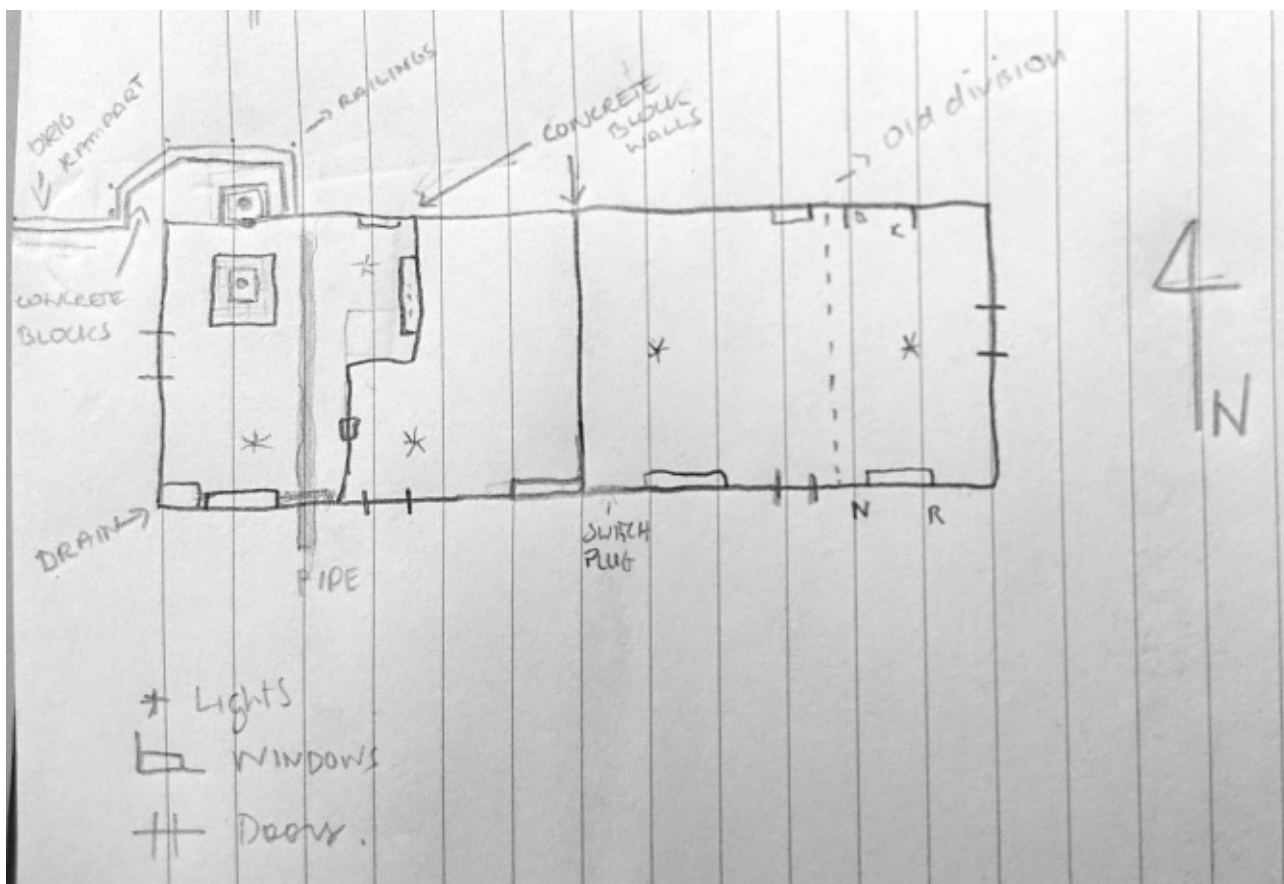 RAILINGS
ORIG
RAMPART
CONCRETE
BLOCK
WALLS
Old division
B
K
CONCRETE
BLOCKS
N
DRAIN
PIPE
SWITCH
PLUG
N
R
Lights
WINDOWS
Doors.